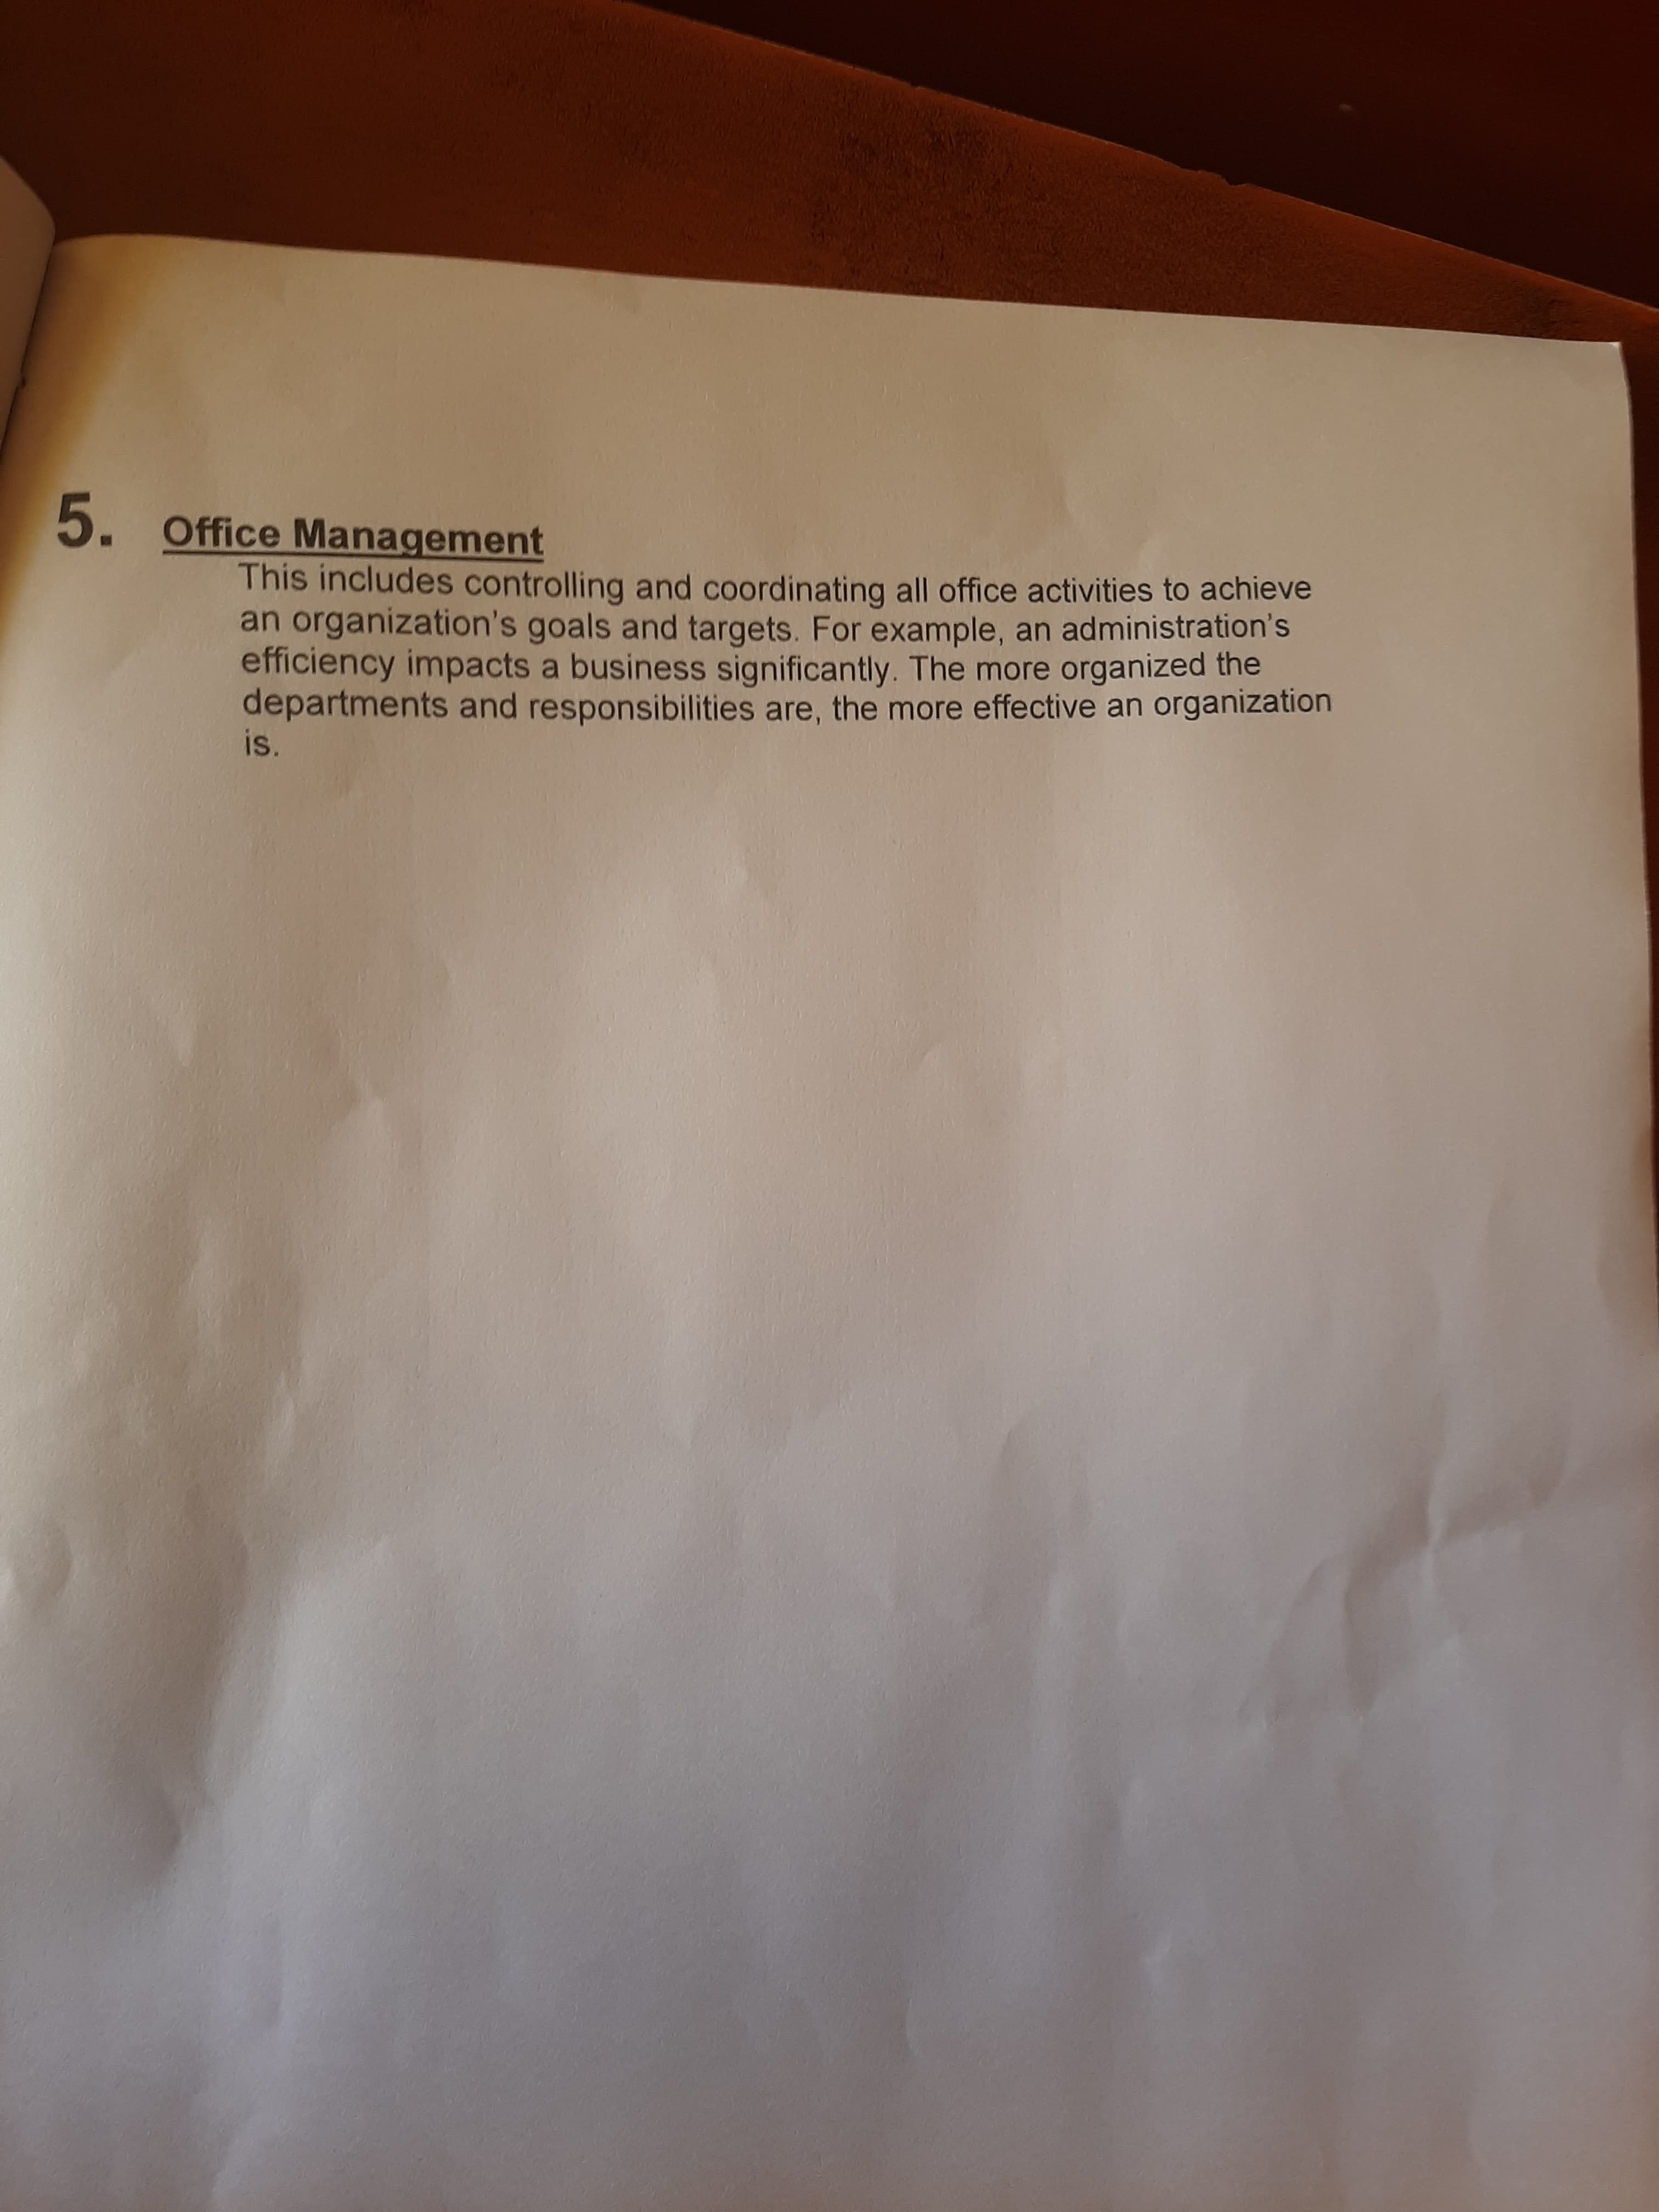 5. Office Management
This includes controlling and coordinating all office activities to achieve
an organization's goals and targets. For example, an administration's
efficiency impacts a business significantly. The more organized the
departments and responsibilities are, the more effective an organization
is.